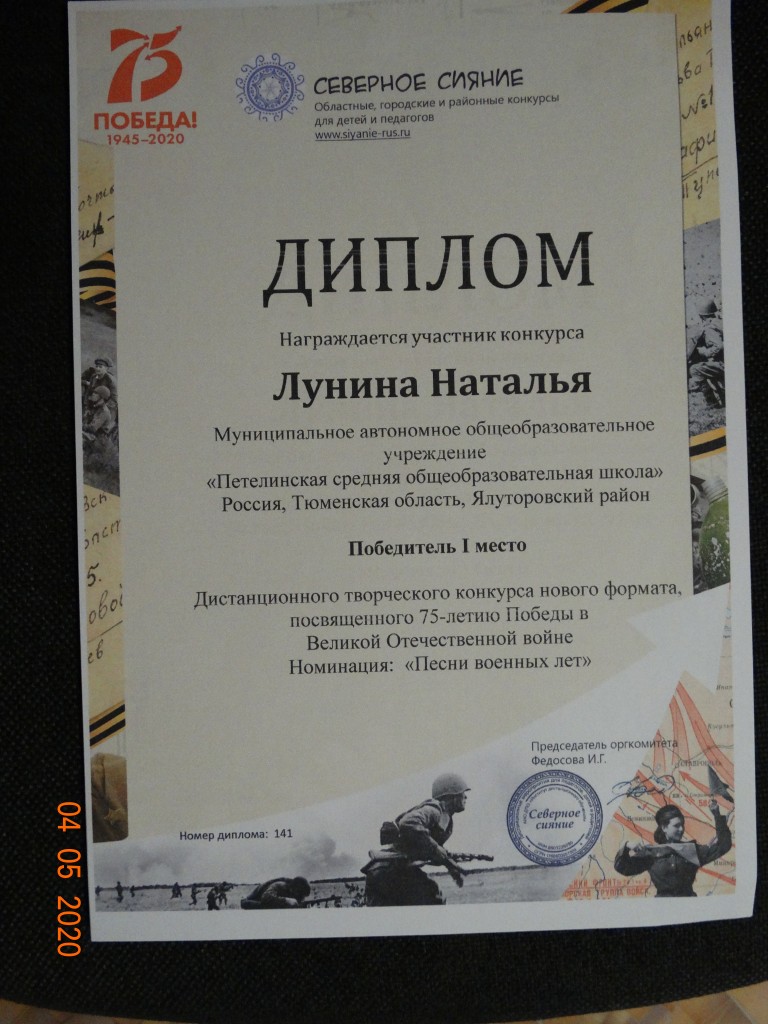 75
ПОБЕДА!
1945–2020
СЕВЕРНОЕ СИЯНИЕ
Областные, городские и районные конкурсы
для детей и педагогов
www.siyanie-rus.ru
ДИПЛОМ
Награждается участник конкурса
Лунина Наталья
Муниципальное автономное общеобразовательное
учреждение
«Петелинская средняя общеобразовательная школа»
Россия, Тюменская область, Ялуторовский район
Победитель I место
Дистанционного творческого конкурса нового формата,
посвященного 75-летию Победы в
Великой Отечественной войне
Номинация: «Песни военных лет»
Председатель оргкомитета
Федосова И.Г.
Северное
сияние
Номер диплома: 141
04 05 2020